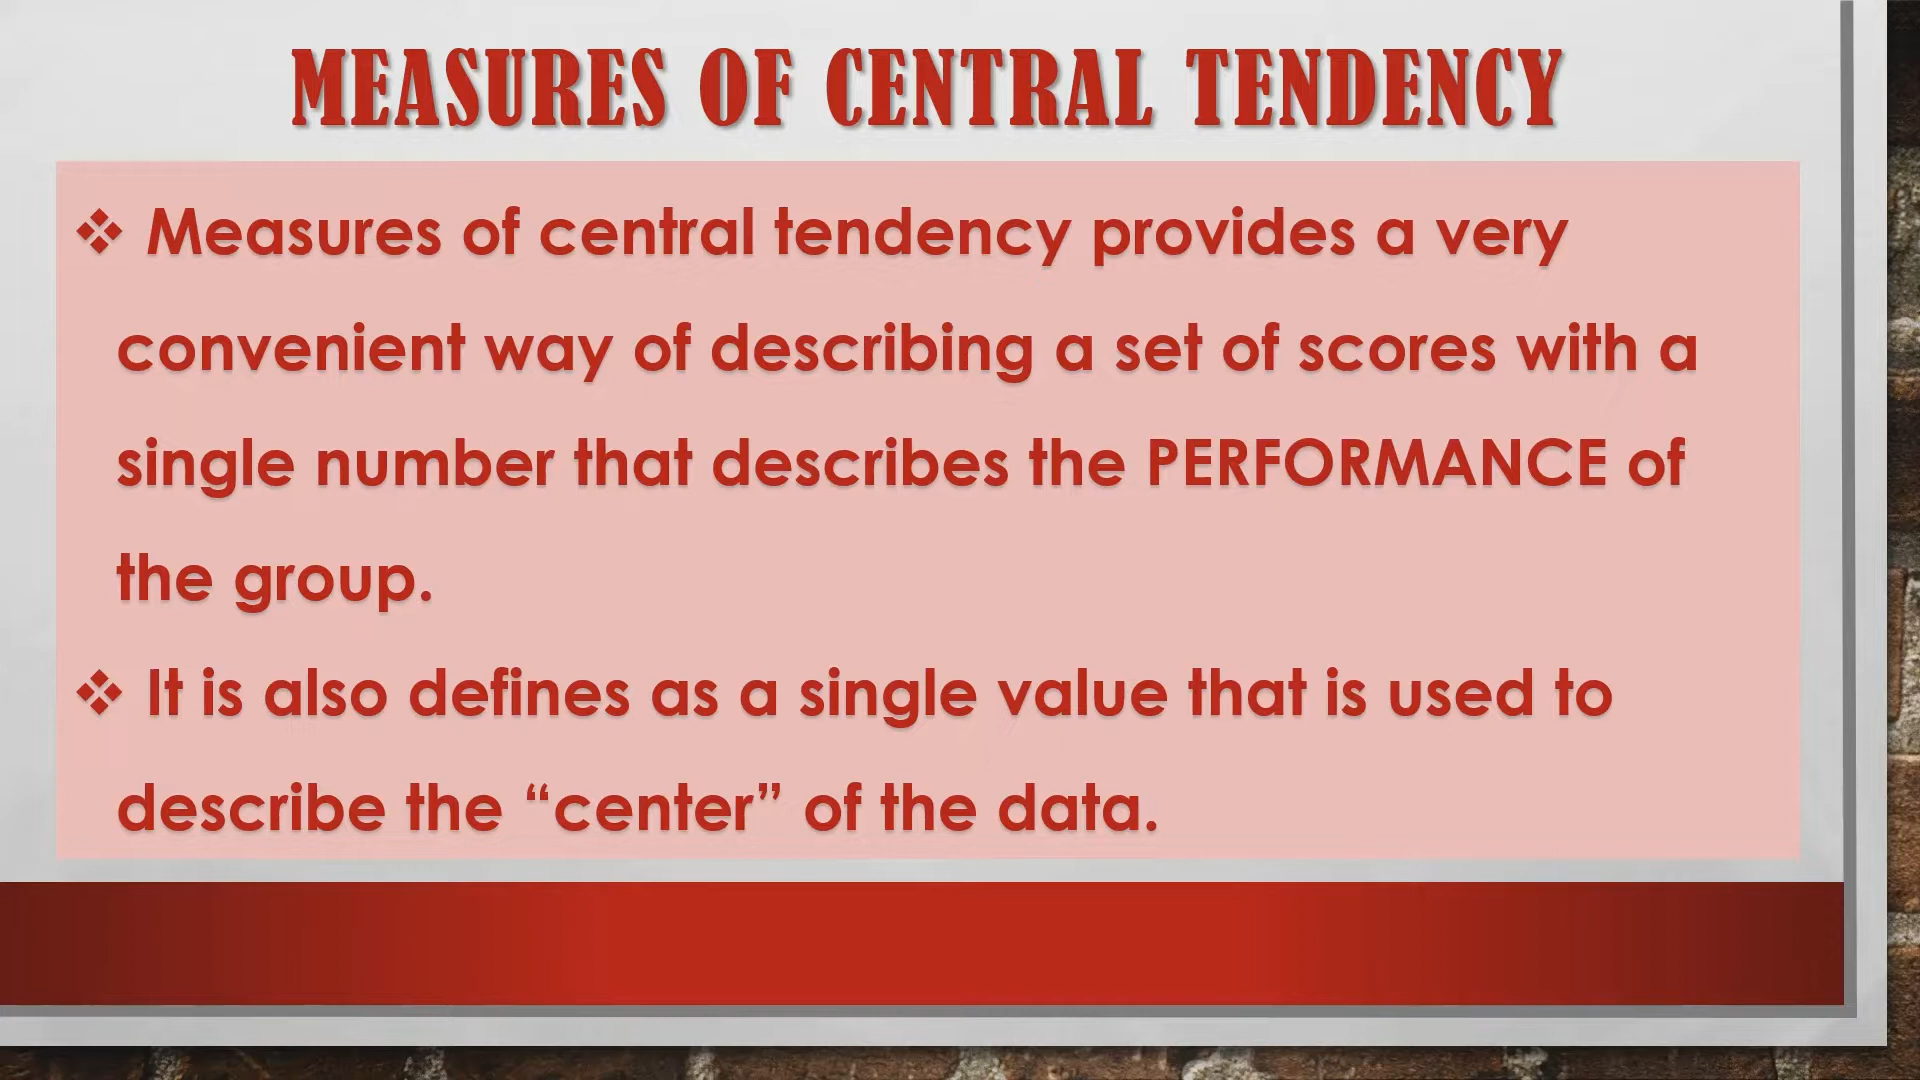 MEASURES OF CENTRAL TENDENCY
❖ Measures of central tendency provides a very
convenient way of describing a set of scores with a
single number that describes the PERFORMANCE of
the group.
❖ It is also defines as a single value that is used to
describe the “center” of the data.